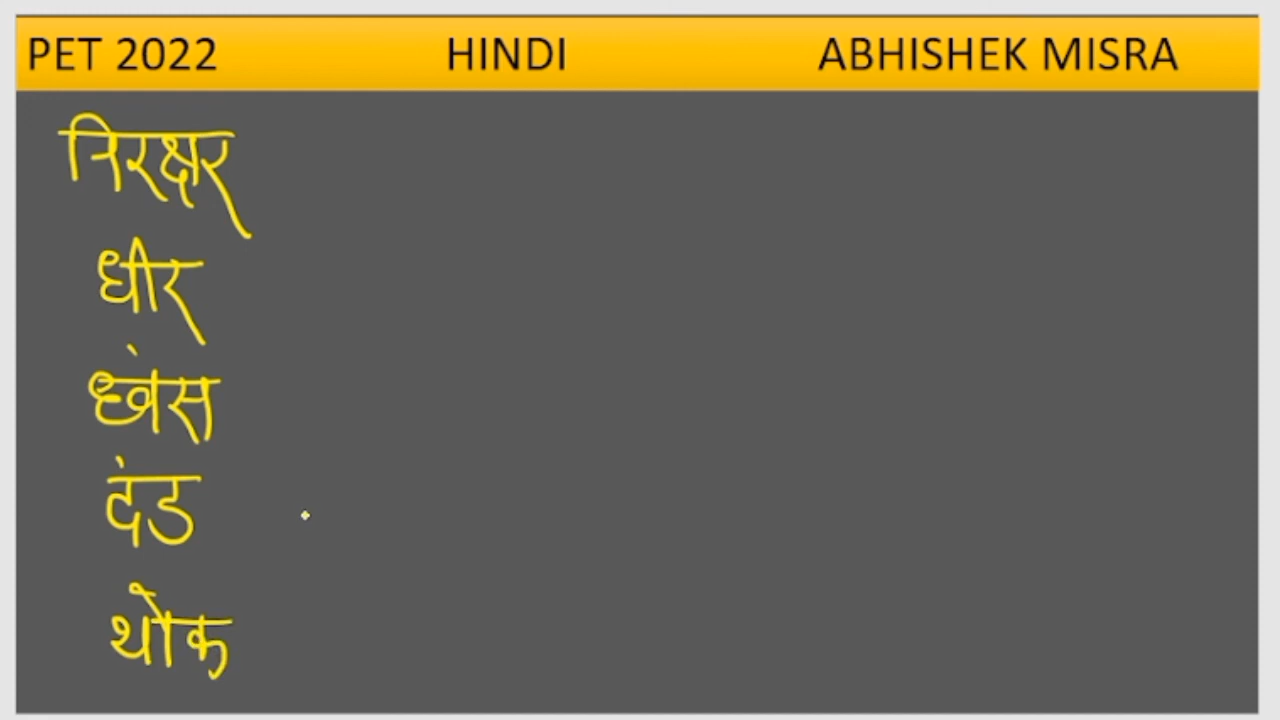 PET 2022 HINDI ABHISHEK MISRA
निरक्षर
धीर
ध्वंस
दंड
थोक